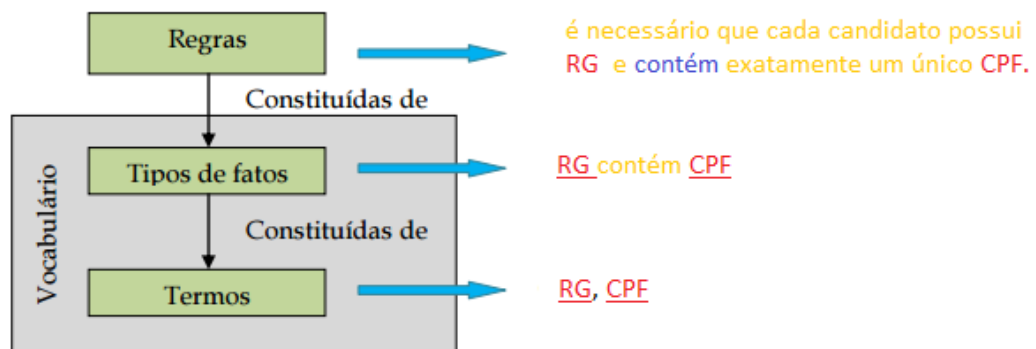 Regras
é necessário que cada candidato possui
RG e contém exatamente um único CPF.
Constituídas de
Vocabulário
Tipos de fatos
RG contém CPF
Constituídas de
Termos
RG, CPF